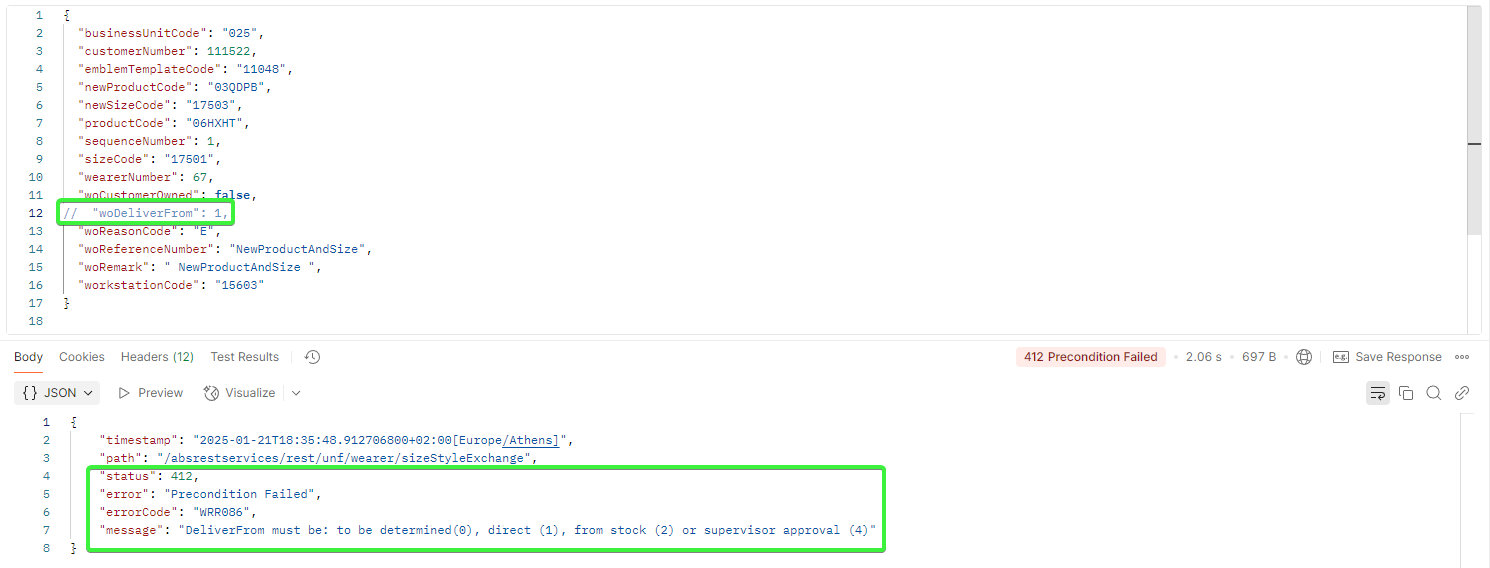 1 {
2 "businessUnitCode": "025",
3 "customerNumber": 111522,
4 "emblemTemplateCode": "11048",
5 "newProductCode": "03QDPB",
6 "newSizeCode": "17503",
7 "productCode": "06HXHT",
8 "sequenceNumber": 1,
9 "sizeCode": "17501",
10 "wearerNumber": 67,
11 "woCustomerOwned": false,
12 // "woDeliverFrom": 1,
13 "woReasonCode": "E",
14 "woReferenceNumber": "NewProductAndSize",
15 "woRemark": " NewProductAndSize ",
16 "workstationCode": "15603"
17 }
18
Body Cookies Headers (12) Test Results 412 Precondition Failed • 2.06 s • 697 B • e.g. Save Response
{} JSON Preview Visualize
1 {
2 "timestamp": "2025-01-21T18:35:48.912706800+02:00[Europe/Athens]",
3 "path": "/absrestservices/rest/unf/wearer/sizeStyleExchange",
4 "status": 412,
5 "error": "Precondition Failed",
6 "errorCode": "WRR086",
7 "message": "DeliverFrom must be: to be determined(0), direct (1), from stock (2) or supervisor approval (4)"
8 }